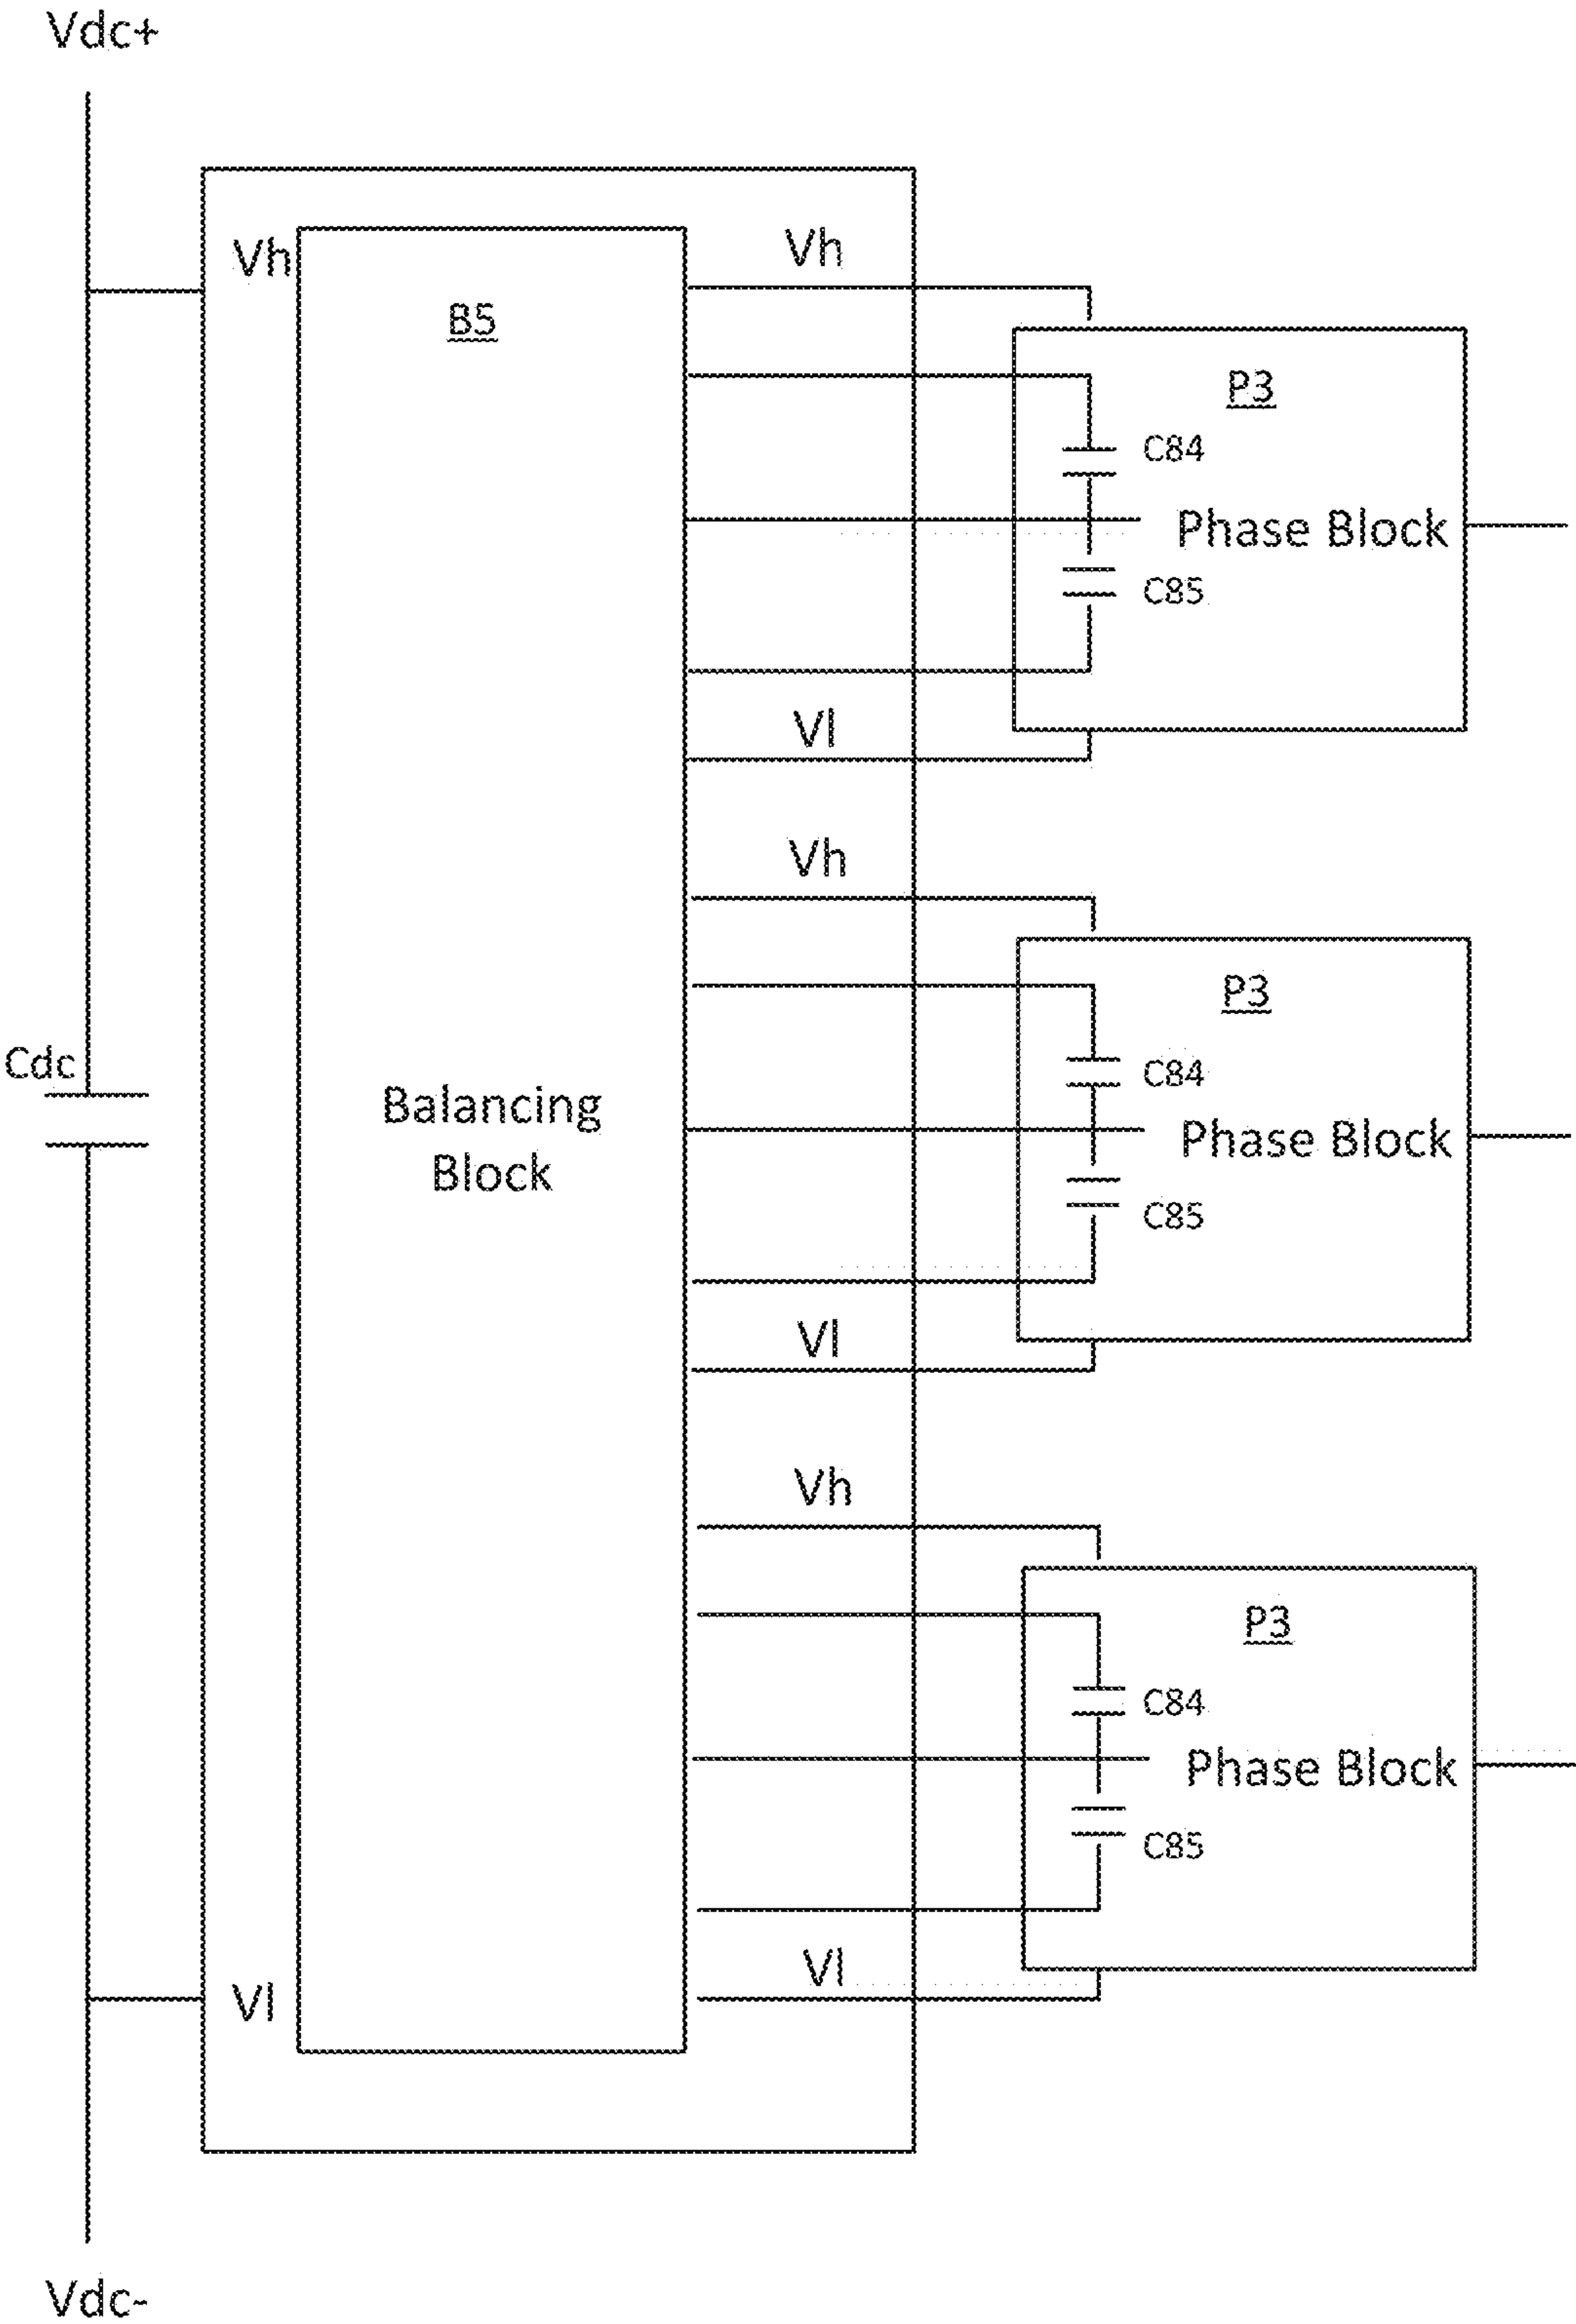 Vdc+
Vh
Vh
B5
P3
C84
Phase Block
C85
Vl
Vh
P3
Cdc
C84
Balancing
Block
Phase Block
C85
Vl
Vh
P3
C84
Phase Block
C85
Vl
Vl
Vdc-